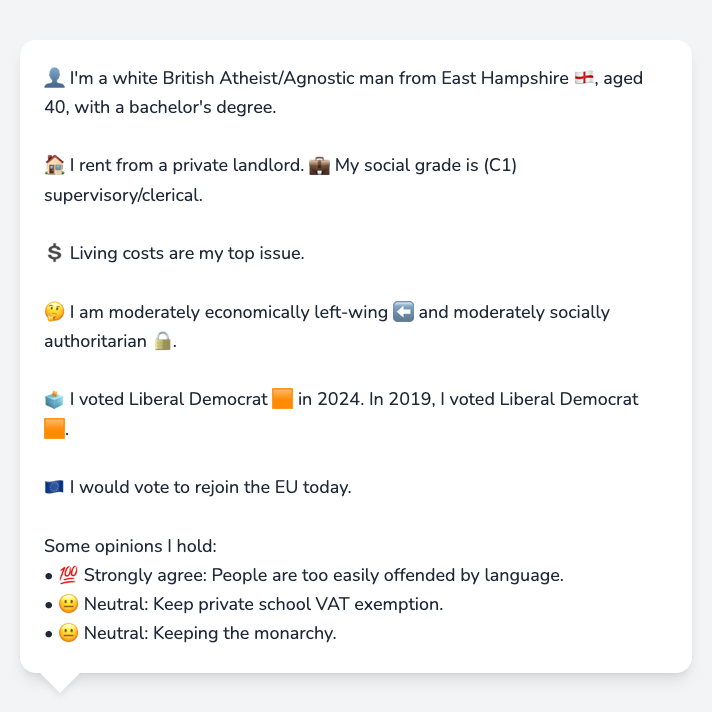 👤 I'm a white British Atheist/Agnostic man from East Hampshire 🏴󠁧󠁢󠁥󠁮󠁧󠁿, aged
40, with a bachelor's degree.
🏠 I rent from a private landlord. 💼 My social grade is (C1)
supervisory/clerical.
💲 Living costs are my top issue.
🤔 I am moderately economically left-wing ⬅️ and moderately socially
authoritarian 🔒.
🗳️ I voted Liberal Democrat 🟧 in 2024. In 2019, I voted Liberal Democrat
🟧.
🇪🇺 I would vote to rejoin the EU today.
Some opinions I hold:
• 💯 Strongly agree: People are too easily offended by language.
• 😐 Neutral: Keep private school VAT exemption.
• 😐 Neutral: Keeping the monarchy.